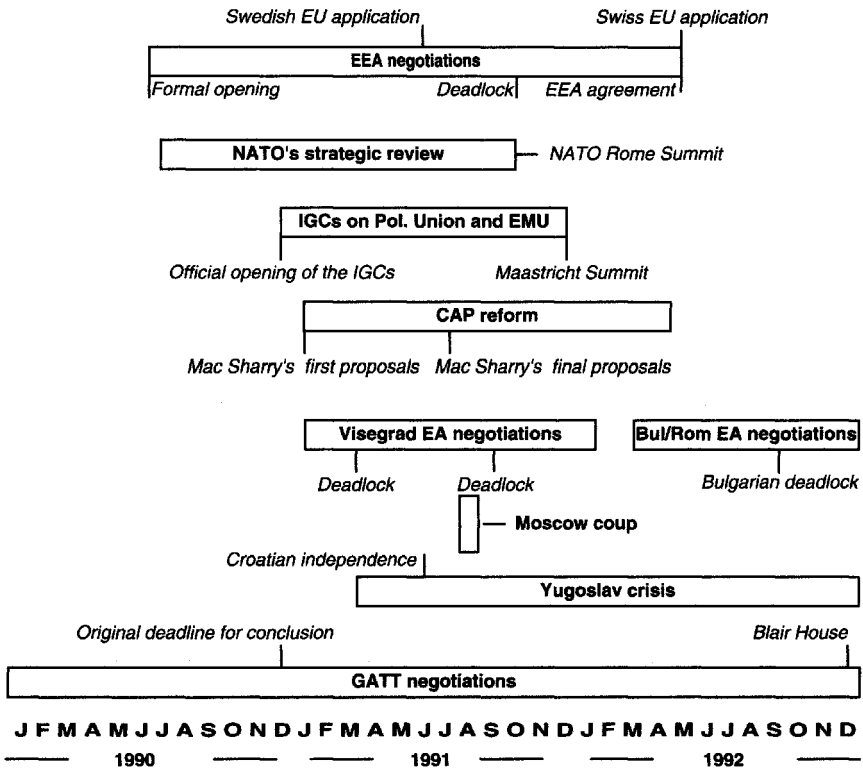 Swedish EU application Swiss EU application
EEA negotiations
Formal opening Deadlock EEA agreement
NATO's strategic review NATO Rome Summit
IGCs on Pol. Union and EMU
Official opening of the IGCs Maastricht Summit
CAP reform
Mac Sharry's first proposals Mac Sharry's final proposals
Visegrad EA negotiations Bul/Rom EA negotiations
Deadlock Deadlock Bulgarian deadlock
Moscow coup
Croatian independence
Yugoslav crisis
Original deadline for conclusion Blair House
GATT negotiations
J F M A M J J A S O N D J F M A M J J A S O N D J F M A M J J A S O N D
1990 1991 1992